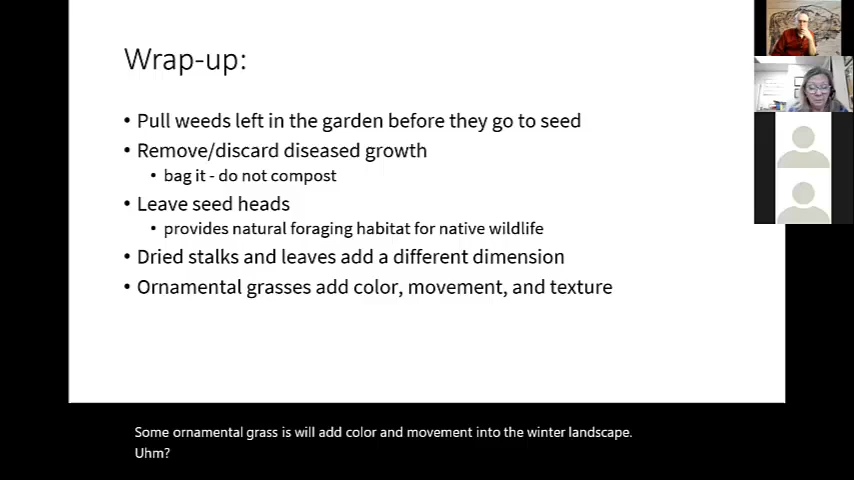 Wrap-up:
• Pull weeds left in the garden before they go to seed
• Remove/discard diseased growth
• bag it - do not compost
• Leave seed heads
• provides natural foraging habitat for native wildlife
• Dried stalks and leaves add a different dimension
• Ornamental grasses add color, movement, and texture
Some ornamental grass is will add color and movement into the winter landscape.
Uhm?